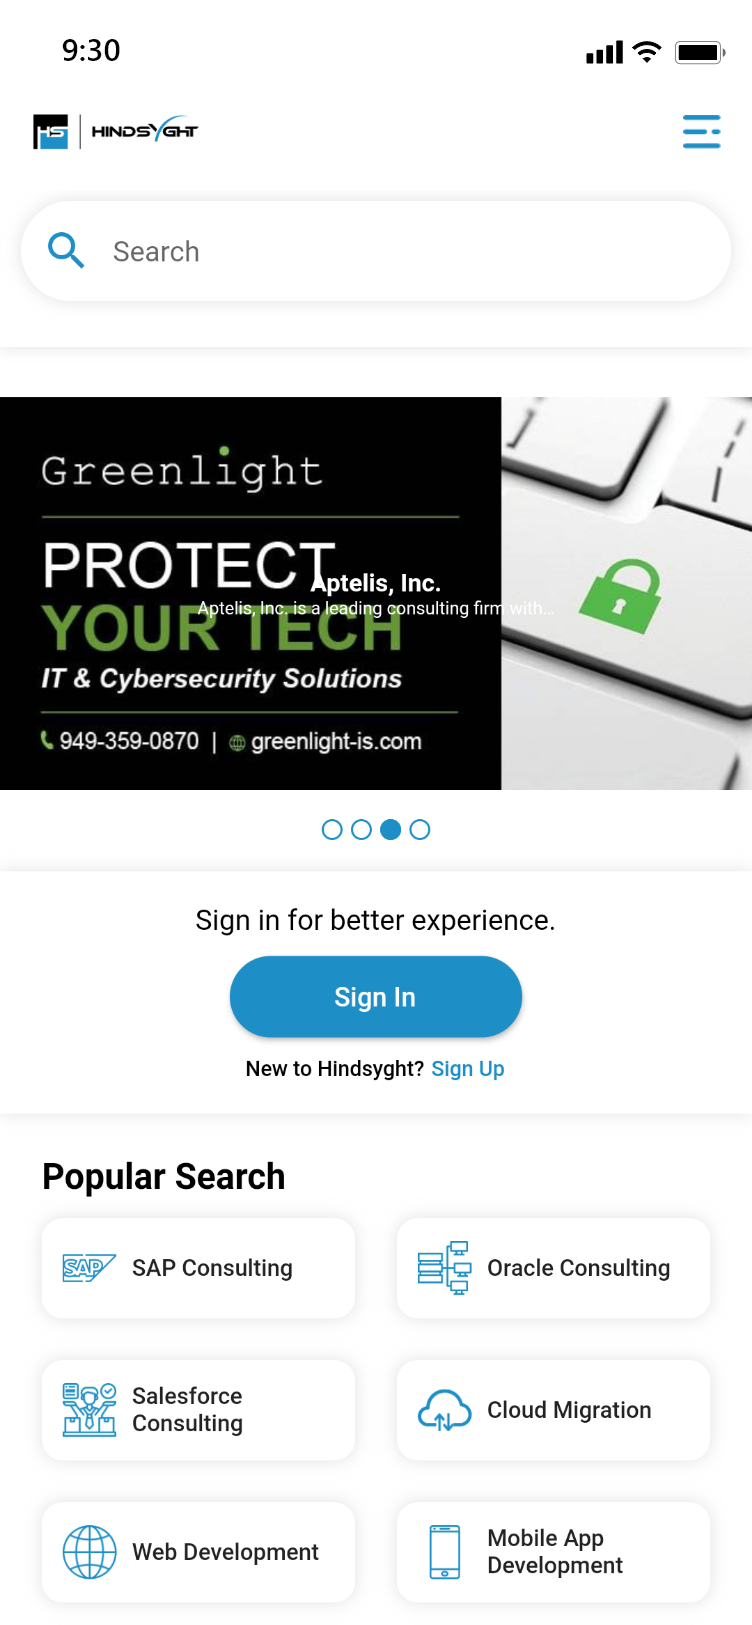 9:30
HS | HINDSYGHT
Search
Greenlight
PROTECT
Aptelis, Inc.
Aptelis, Inc. is a leading consulting firm with...
YOUR TECH
IT & Cybersecurity Solutions
949-359-0870 | greenlight-is.com
Sign in for better experience.
Sign In
New to Hindsyght? Sign Up
Popular Search
SAP SAP Consulting
Oracle Consulting
Salesforce
Consulting
Cloud Migration
Web Development
Mobile App
Development